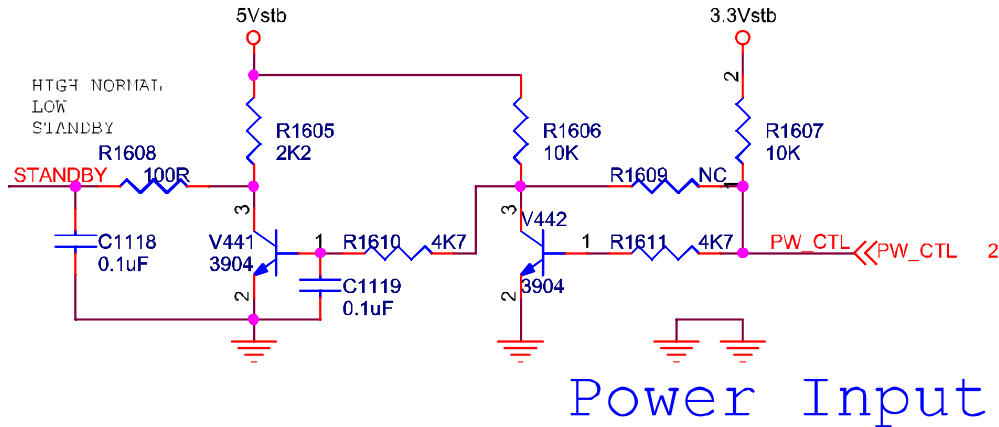 5Vstb 3.3Vstb
HIGH NORMAL
LOW
STANDBY
2
R1605
2K2
R1606
10K
R1607
10K
R1608
100R
STANDBY
R1609 NC
1
3
3
V442
C1118
0.1uF
V441
3904
1
R1610 4K7
1
R1611 4K7
PW_CTL
PW_CTL 2
2
C1119
0.1uF
2
3904
Power Input